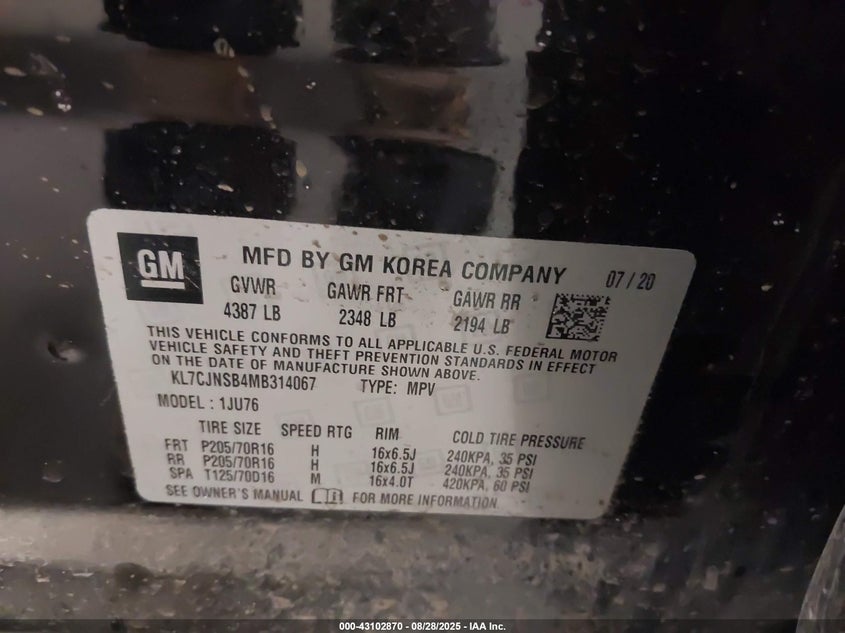 GM
MFD BY GM KOREA COMPANY 07 / 20
GVWR GAWR FRT GAWR RR
4387 LB 2348 LB 2194 LB
THIS VEHICLE CONFORMS TO ALL APPLICABLE U.S. FEDERAL MOTOR
VEHICLE SAFETY AND THEFT PREVENTION STANDARDS IN EFFECT
ON THE DATE OF MANUFACTURE SHOWN ABOVE.
KL7CJNSB4MB314067 TYPE: MPV
MODEL : 1JU76
TIRE SIZE SPEED RTG RIM COLD TIRE PRESSURE
FRT P205/70R16 H 16x6.5J 240KPA, 35 PSI
RR P205/70R16 H 16x6.5J 240KPA, 35 PSI
SPA T125/70D16 M 16x4.0T 420KPA, 60 PSI
SEE OWNER'S MANUAL FOR MORE INFORMATION.
000-43102870 - 08/28/2025 - IAA Inc.